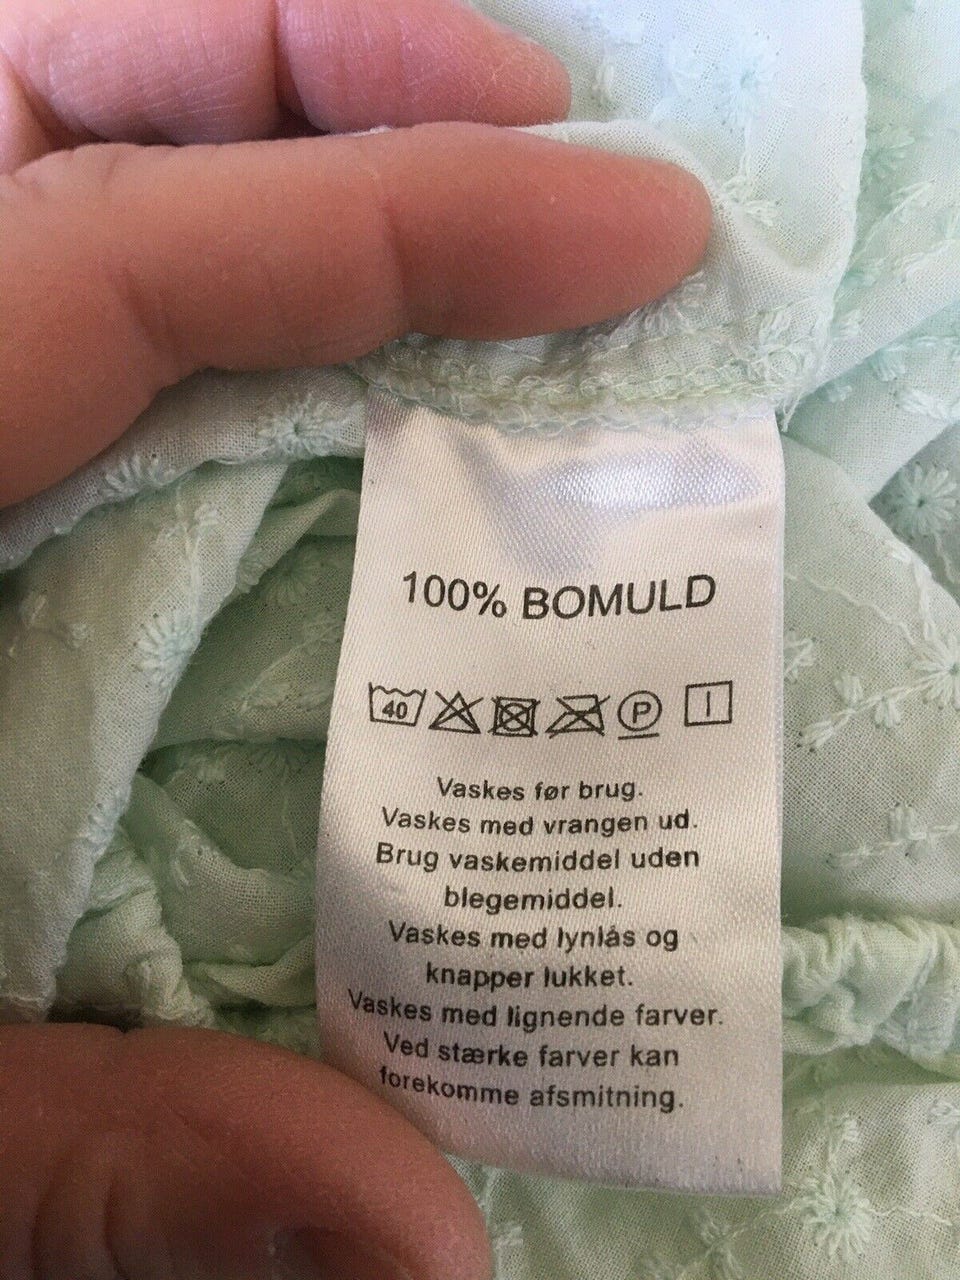 100% BOMULD
40 P
Vaskes før brug.
Vaskes med vrangen ud.
Brug vaskemiddel uden
blegemiddel.
Vaskes med lynlås og
knapper lukket.
Vaskes med lignende farver.
Ved stærke farver kan
forekomme afsmitning.